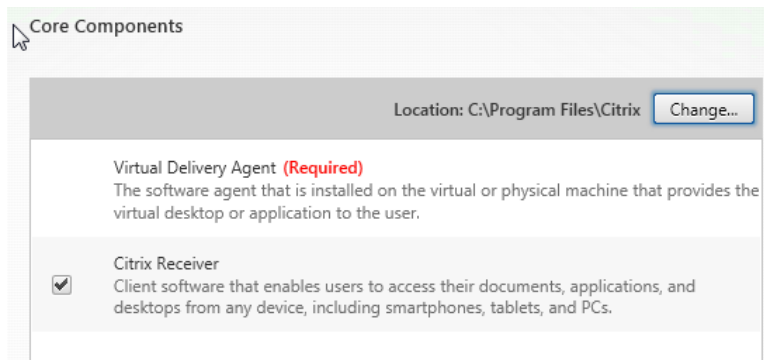 Core Components
Location: C:\Program Files\Citrix
Change...
Virtual Delivery Agent (Required)
The software agent that is installed on the virtual or physical machine that provides the
virtual desktop or application to the user.
Citrix Receiver
Client software that enables users to access their documents, applications, and
desktops from any device, including smartphones, tablets, and PCs.